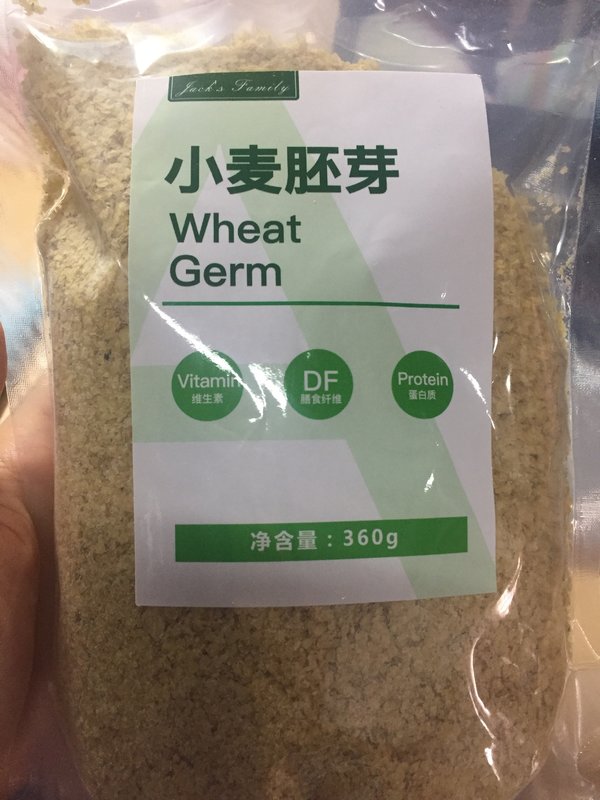 Jack's Family
小麦胚芽
Wheat
Germ
Vitamin
维生素
DF
膳食纤维
Protein
蛋白质
净含量：360g